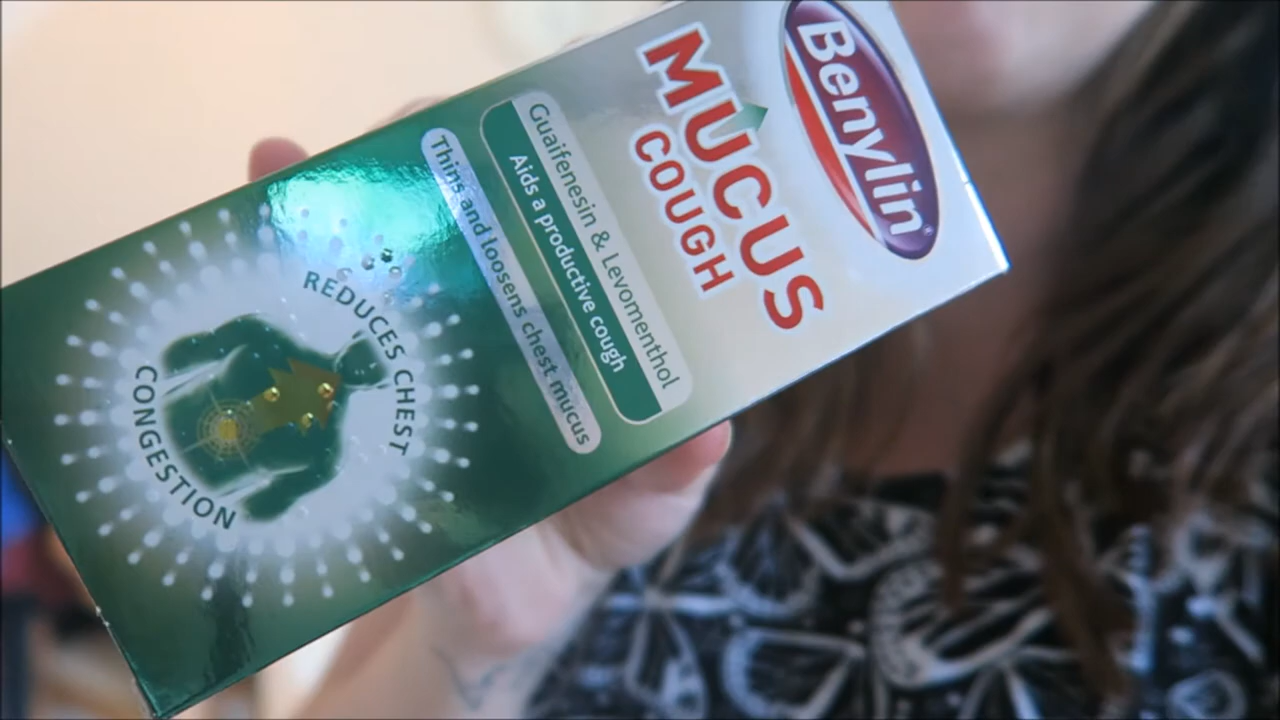 Benylin®
MUCUS
COUGH
Guaifenesin & Levomenthol
Aids a productive cough
Thins and loosens chest mucus
REDUCES CHEST
CONGESTION